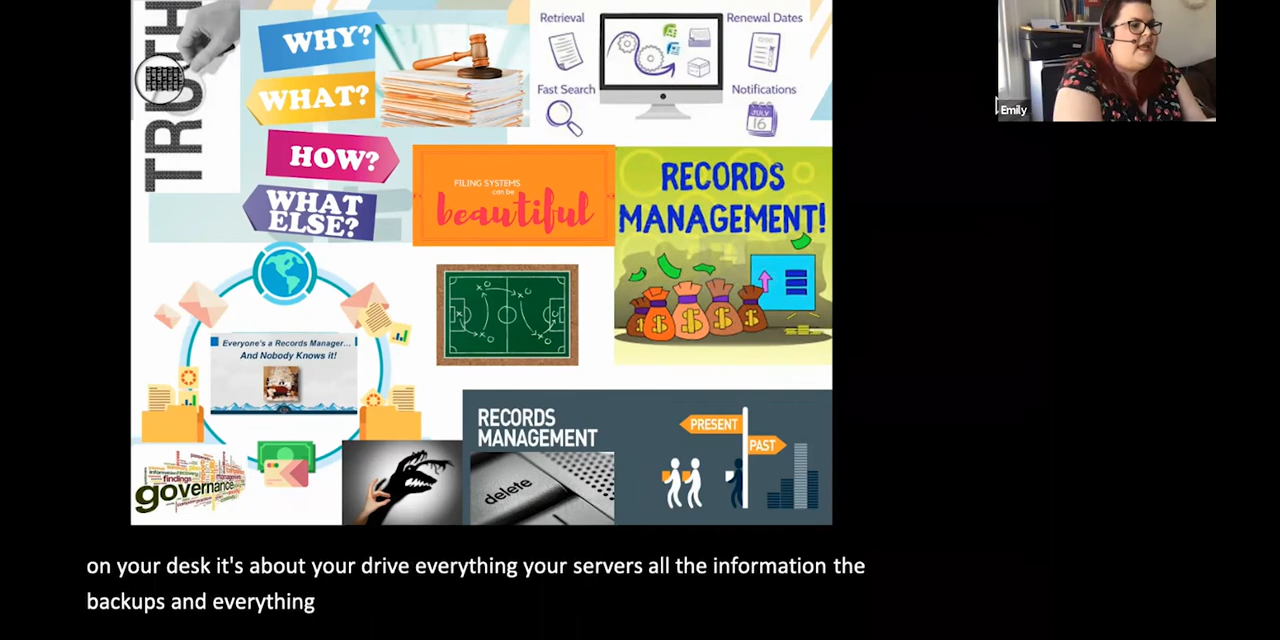 TRUTH
WHY?
WHAT?
HOW?
WHAT
ELSE?
Retrieval
Renewal Dates
Fast Search
Notifications
JULY
16
Emily
FILING SYSTEMS
can be
beautiful
RECORDS
MANAGEMENT!
Everyone's a Records Manager...
And Nobody Knows it!
governance
findings
RECORDS
MANAGEMENT
delete
PRESENT
PAST
on your desk it's about your drive everything your servers all the information the
backups and everything